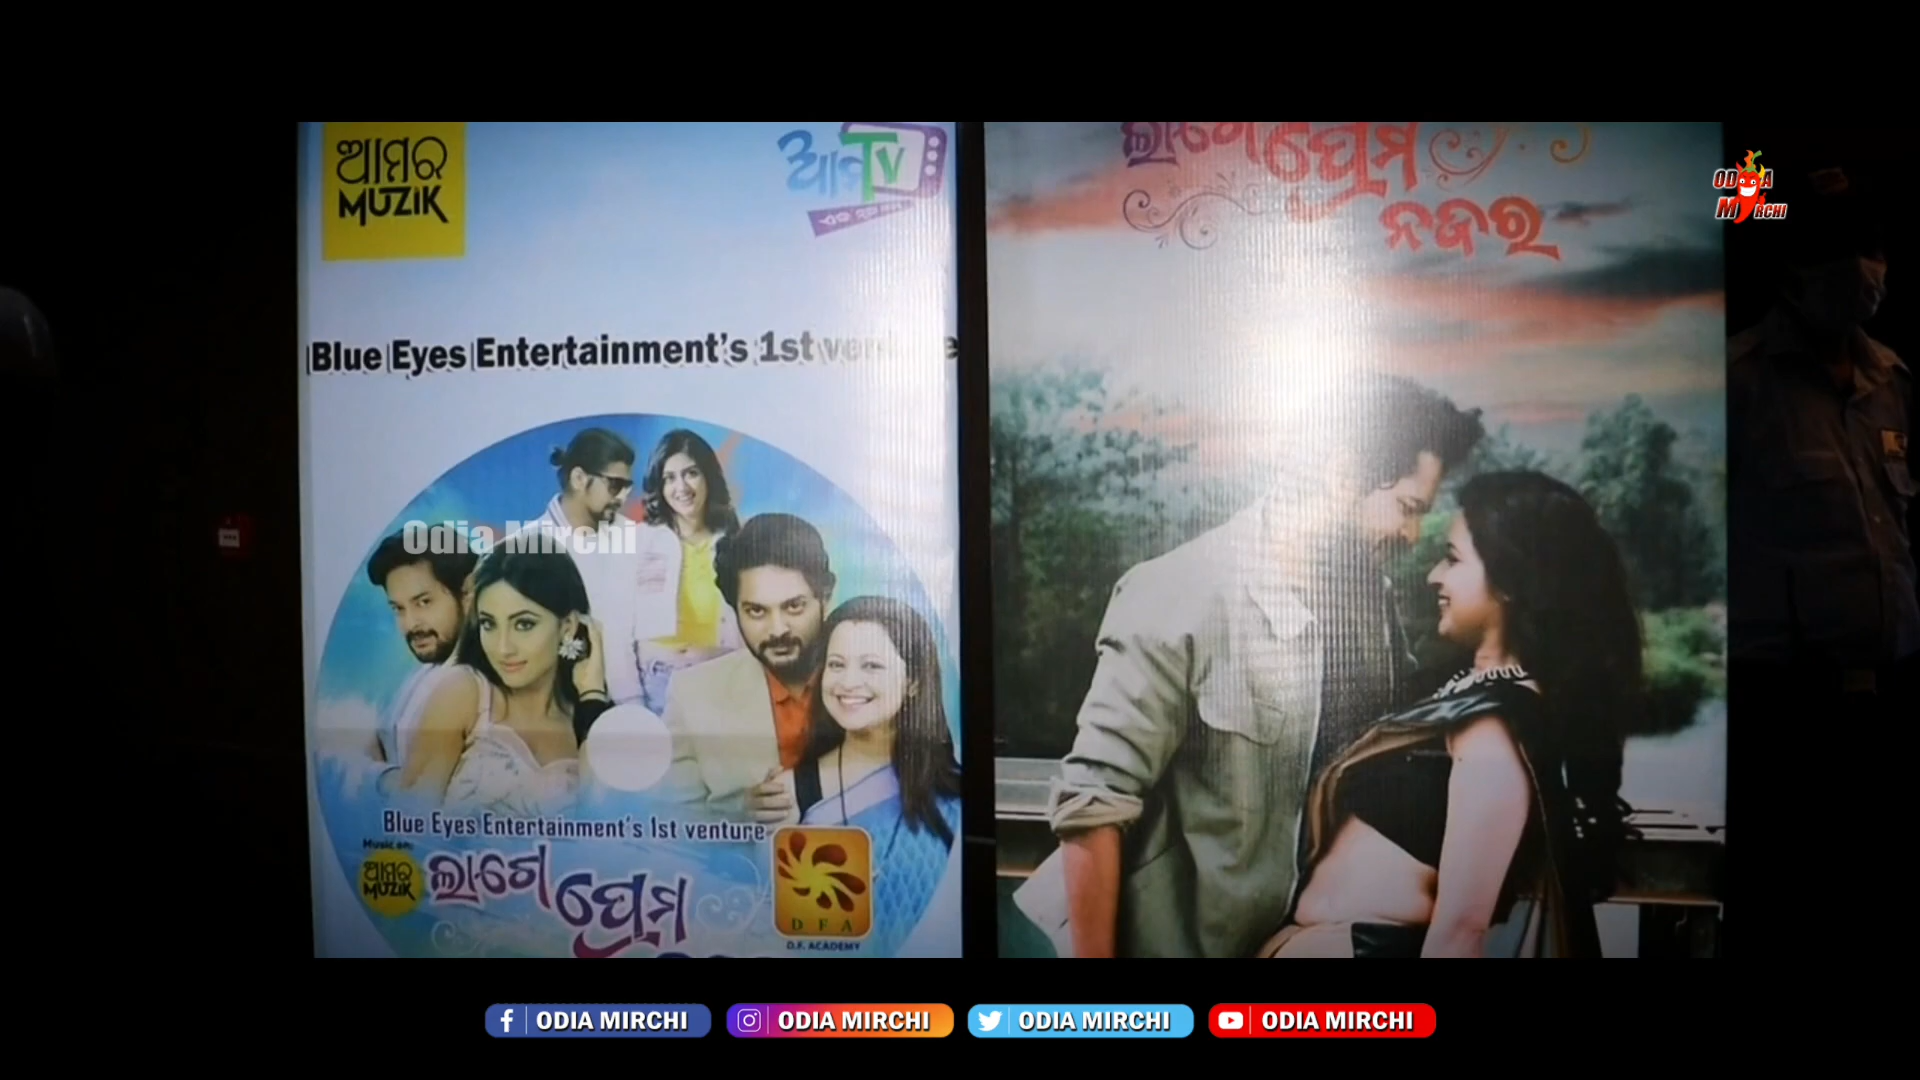 ଆମର
MUZIK
ଆମ TV
Blue Eyes Entertainment's 1st venture
Odia Mirchi
Blue Eyes Entertainment's 1st venture
Music on:
ଆମର
MUZIK
ଲାଗେ ପ୍ରେମ
D F A
D.F. ACADEMY
ଲାଗେ ପ୍ରେମ
ନଜର
ODIA
MIRCHI
ODIA MIRCHI
ODIA MIRCHI
ODIA MIRCHI
ODIA MIRCHI